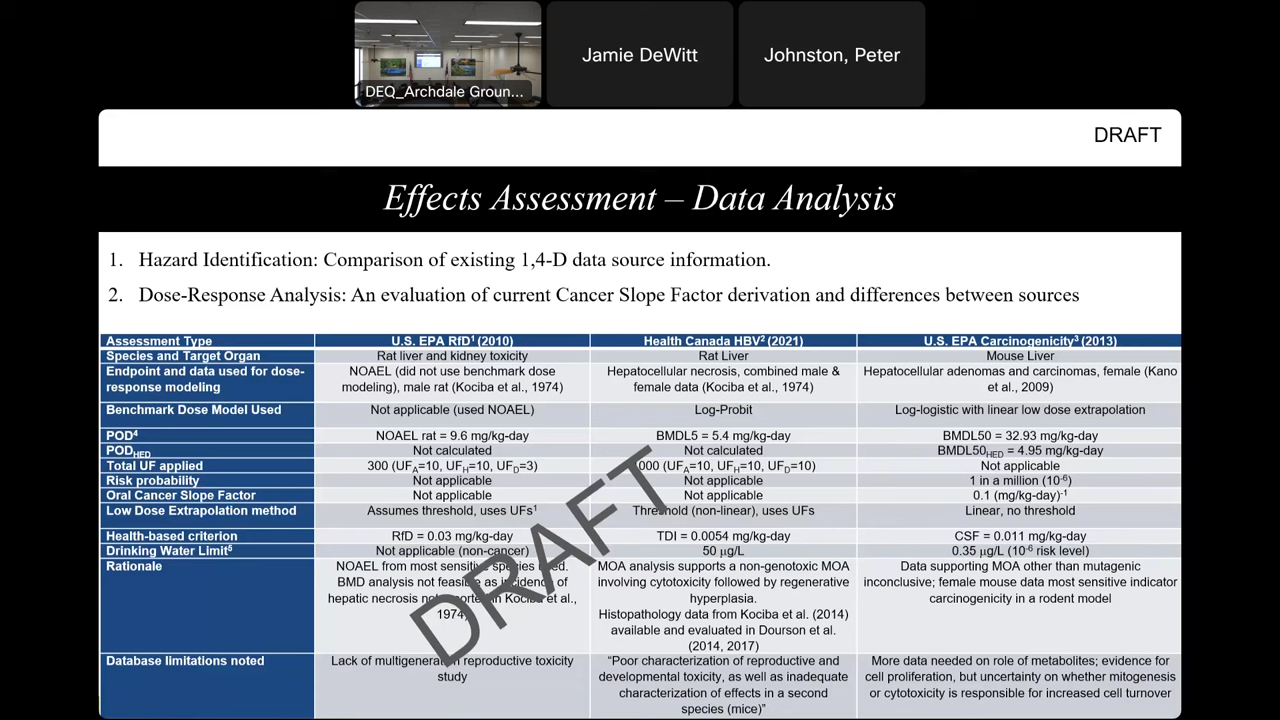 DEQ_Archdale Groun...
Jamie DeWitt
Johnston, Peter
DRAFT
Effects Assessment – Data Analysis
1. Hazard Identification: Comparison of existing 1,4-D data source information.
2. Dose-Response Analysis: An evaluation of current Cancer Slope Factor derivation and differences between sources
Assessment Type U.S. EPA RfD¹ (2010) Health Canada HBV² (2021) U.S. EPA Carcinogenicity³ (2013)
Species and Target Organ Rat liver and kidney toxicity Rat Liver Mouse Liver
Endpoint and data used for dose- NOAEL (did not use benchmark dose Hepatocellular necrosis, combined male & Hepatocellular adenomas and carcinomas, female (Kano
response modeling modeling), male rat (Kociba et al., 1974) female data (Kociba et al., 1974) et al., 2009)
Benchmark Dose Model Used Not applicable (used NOAEL) Log-Probit Log-logistic with linear low dose extrapolation
POD⁴ NOAEL rat = 9.6 mg/kg-day BMDL5 = 5.4 mg/kg-day BMDL50 = 32.93 mg/kg-day
PODHED Not calculated Not calculated BMDL50HED = 4.95 mg/kg-day
Total UF applied 300 (UFA=10, UFH=10, UFD=3) 000 (UFA=10, UFH=10, UFD=10) Not applicable
Risk probability Not applicable Not applicable 1 in a million (10⁻⁶)
Oral Cancer Slope Factor Not applicable Not applicable 0.1 (mg/kg-day)⁻¹
Low Dose Extrapolation method Assumes threshold, uses UFs¹ Threshold (non-linear), uses UFs Linear, no threshold
Health-based criterion RfD = 0.03 mg/kg-day TDI = 0.0054 mg/kg-day CSF = 0.011 mg/kg-day
Drinking Water Limit⁵ Not applicable (non-cancer) 50 µg/L 0.35 µg/L (10⁻⁶ risk level)
Rationale NOAEL from most sensitive species MOA analysis supports a non-genotoxic MOA Data supporting MOA other than mutagenic
BMD analysis not feasible as incidence of involving cytotoxicity followed by regenerative inconclusive; female mouse data most sensitive indicator
hepatic necrosis not reported in Kociba et al., hyperplasia. carcinogenicity in a rodent model
1974) Histopathology data from Kociba et al. (2014)
available and evaluated in Dourson et al.
(2014, 2017)
Database limitations noted Lack of multigeneration reproductive toxicity “Poor characterization of reproductive and More data needed on role of metabolites; evidence for
study developmental toxicity, as well as inadequate cell proliferation, but uncertainty on whether mitogenesis
characterization of effects in a second or cytotoxicity is responsible for increased cell turnover
species (mice)”
DRAFT